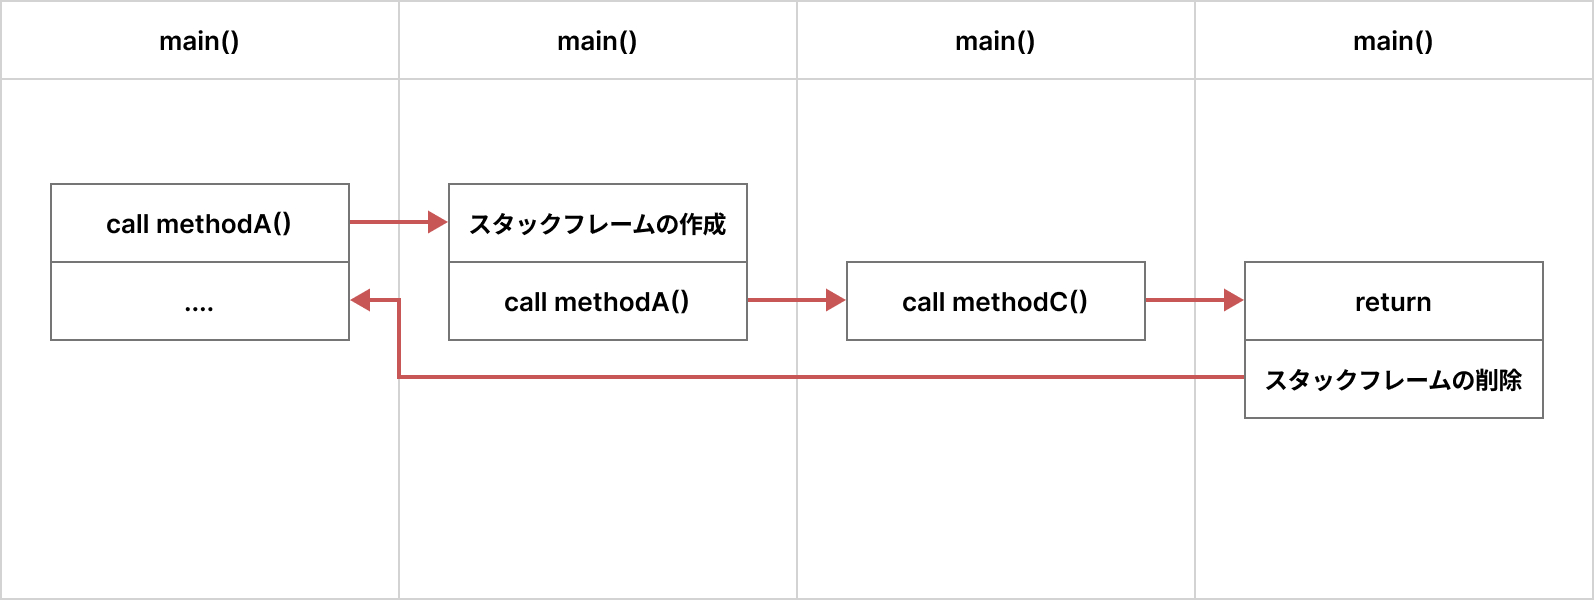 main()
main()
main()
main()
call methodA()
スタックフレームの作成
....
call methodA()
call methodC()
return
スタックフレームの削除